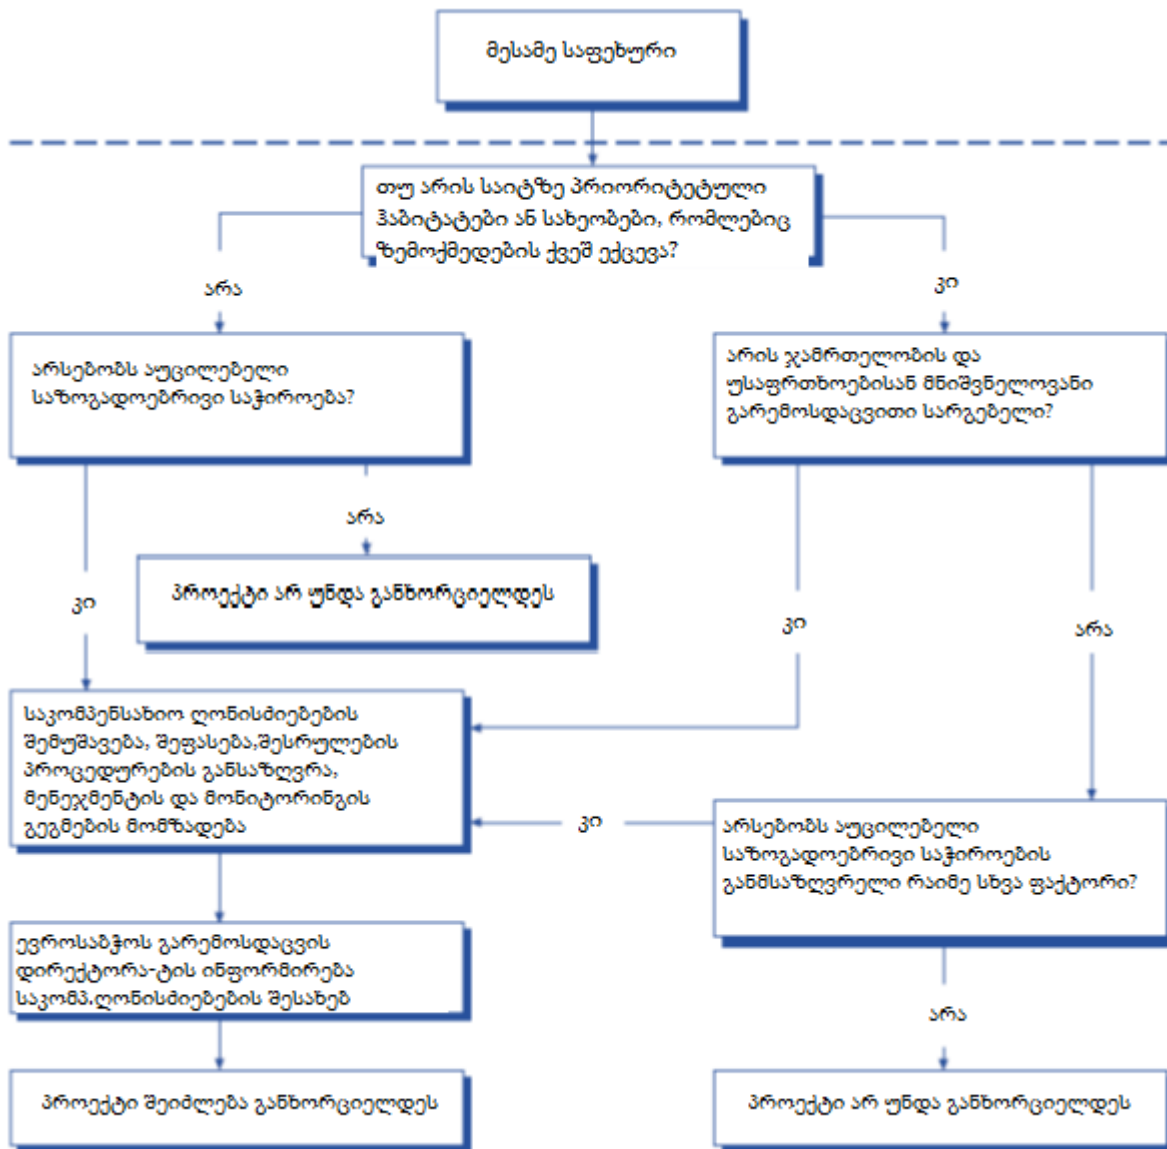 მესამე საფეხური
თუ არის საიტზე პრიორიტეტული
ჰაბიტატები ან სახეობები, რომლებიც
ზემოქმედების ქვეშ ექცევა?
არა
კი
არსებობს აუცილებელი
საზოგადოებრივი საჭიროება?
არის ჯამრთელობის და
უსაფრთხოებისან მნიშვნელოვანი
გარემოსდაცვითი სარგებელი?
არა
პროექტი არ უნდა განხორციელდეს
კი
კი
არა
საკომპენსახიო ღონისძიებების
შემუშავება, შეფასება,შესრულების
პროცედურების განსაზღვრა,
მენეჯმენტის და მონიტორინგის
გეგმების მომზადება
კი
არსებობს აუცილებელი
საზოგადოებრივი საჭიროების
განმსაზღვრელი რაიმე სხვა ფაქტორი?
ევროსაბჭოს გარემოსდაცვის
დირექტორა-ტის ინფორმირება
საკომპ.ღონისძიებების შესახებ
არა
პროექტი შეიძლება განხორციელდეს
პროექტი არ უნდა განხორციელდეს